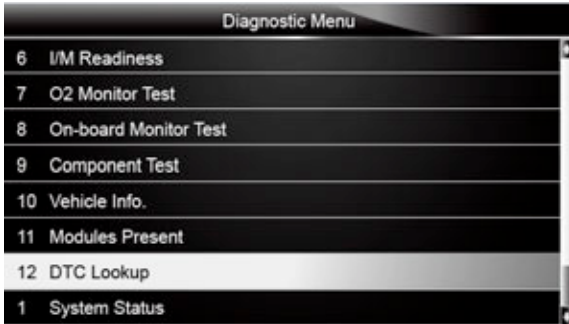 Diagnostic Menu
6 I/M Readiness
7 O2 Monitor Test
8 On-board Monitor Test
9 Component Test
10 Vehicle Info.
11 Modules Present
12 DTC Lookup
1 System Status